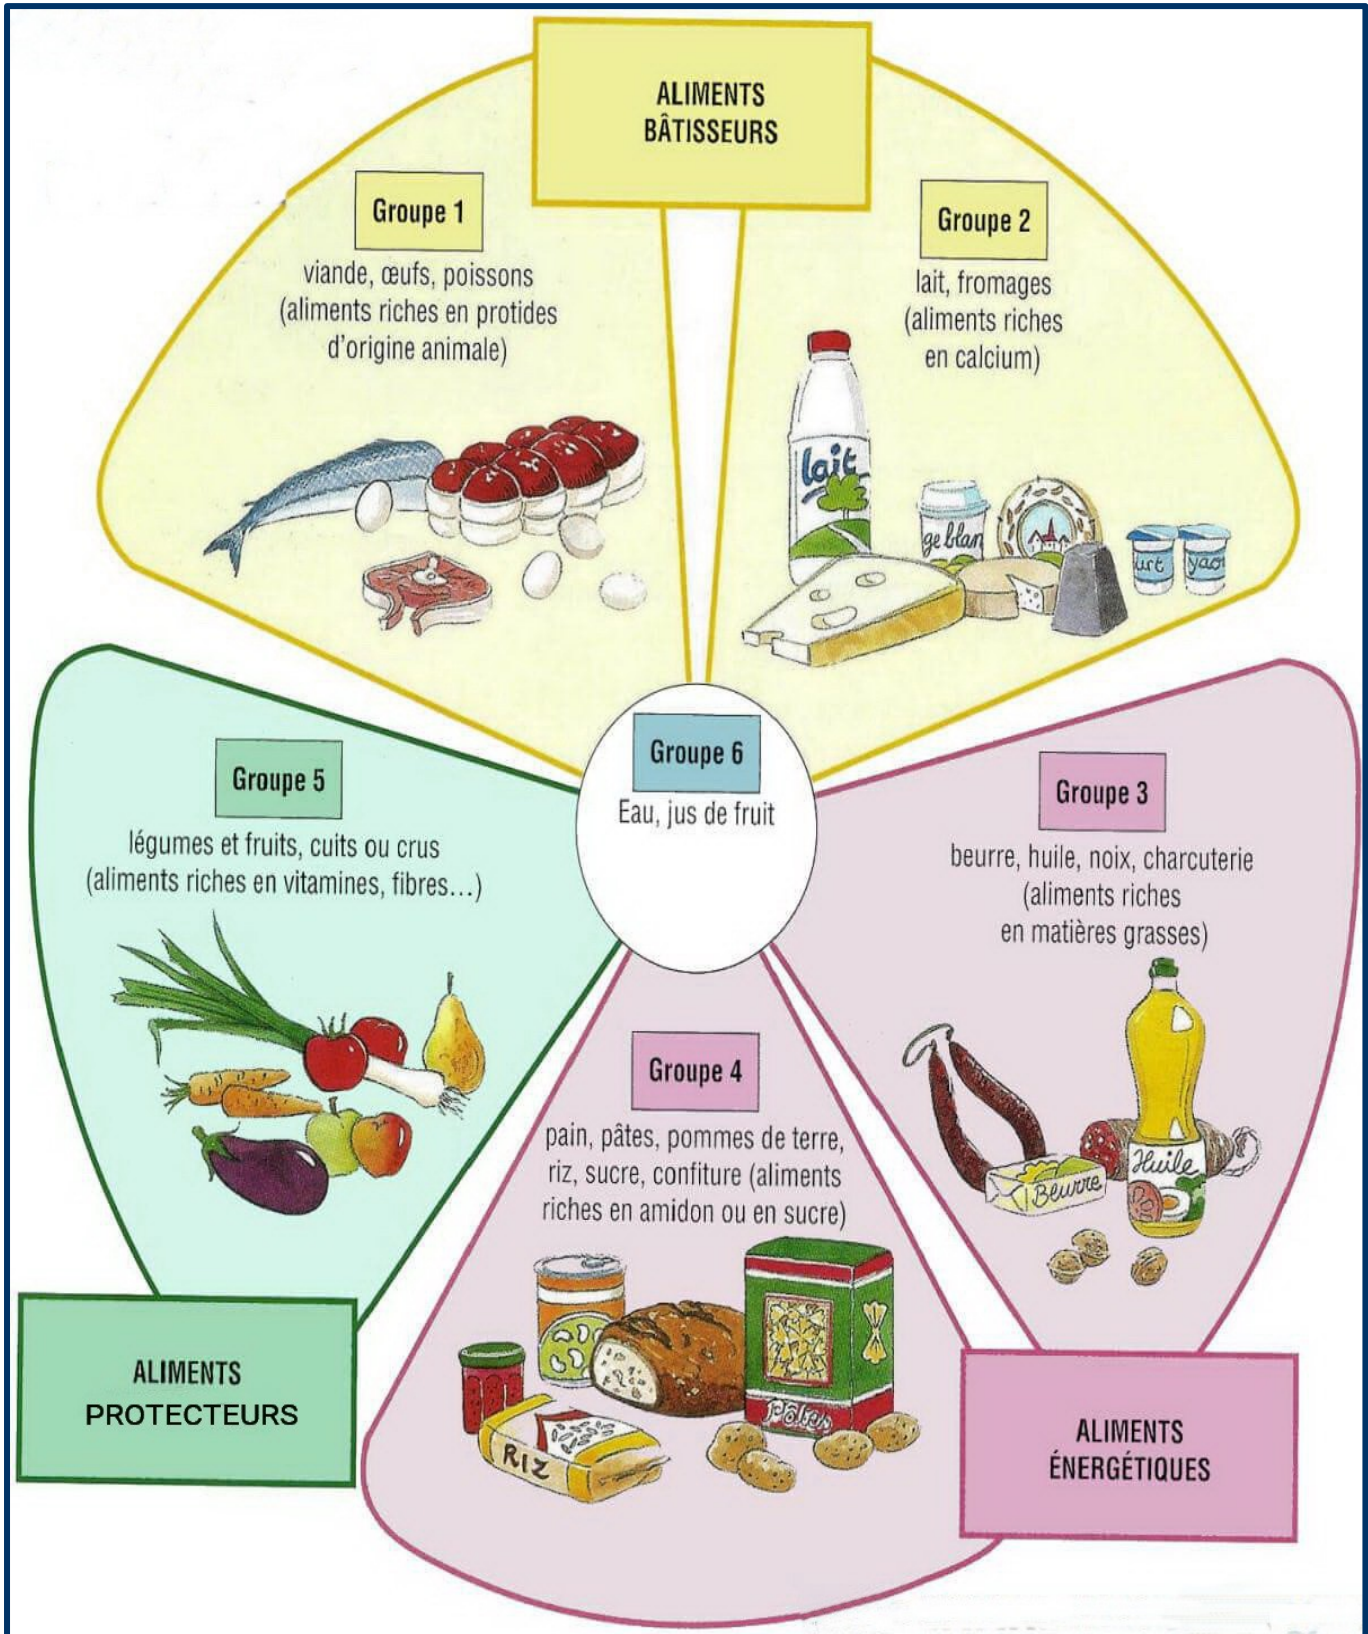 ALIMENTS
BÂTISSEURS
Groupe 1
viande, œufs, poissons
(aliments riches en protides
d'origine animale)
Groupe 2
lait, fromages
(aliments riches
en calcium)
lait
ge blan
urt
yao
Groupe 6
Eau, jus de fruit
Groupe 5
légumes et fruits, cuits ou crus
(aliments riches en vitamines, fibres...)
Groupe 3
beurre, huile, noix, charcuterie
(aliments riches
en matières grasses)
Huile
Beurre
Groupe 4
pain, pâtes, pommes de terre,
riz, sucre, confiture (aliments
riches en amidon ou en sucre)
Pâtes
RIZ
ALIMENTS
PROTECTEURS
ALIMENTS
ÉNERGÉTIQUES